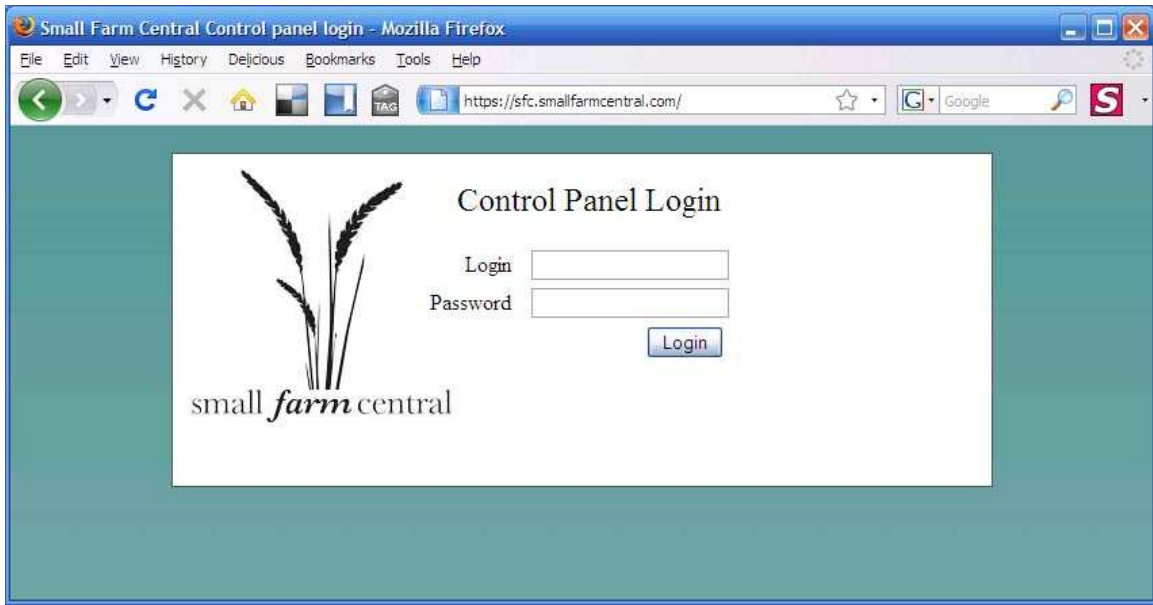 Small Farm Central Control panel login - Mozilla Firefox
File Edit View History Delicious Bookmarks Tools Help
TAG https://sfc.smallfarmcentral.com/ G Google S
Control Panel Login
Login
Password
Login
small farm central